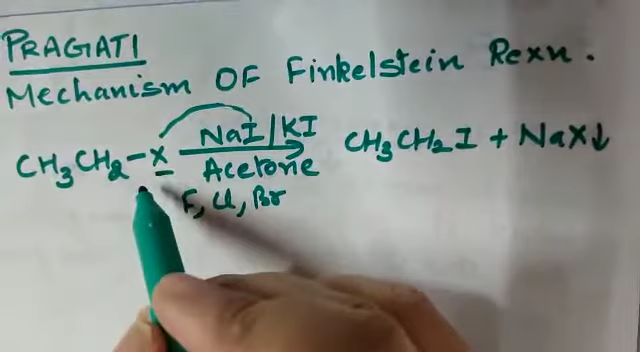 PRAGATI
Mechanism OF Finkelstein Rexn.
CH₃CH₂-X NaI/KI CH₃CH₂I + NaX↓
Acetone
F, Cl, Br